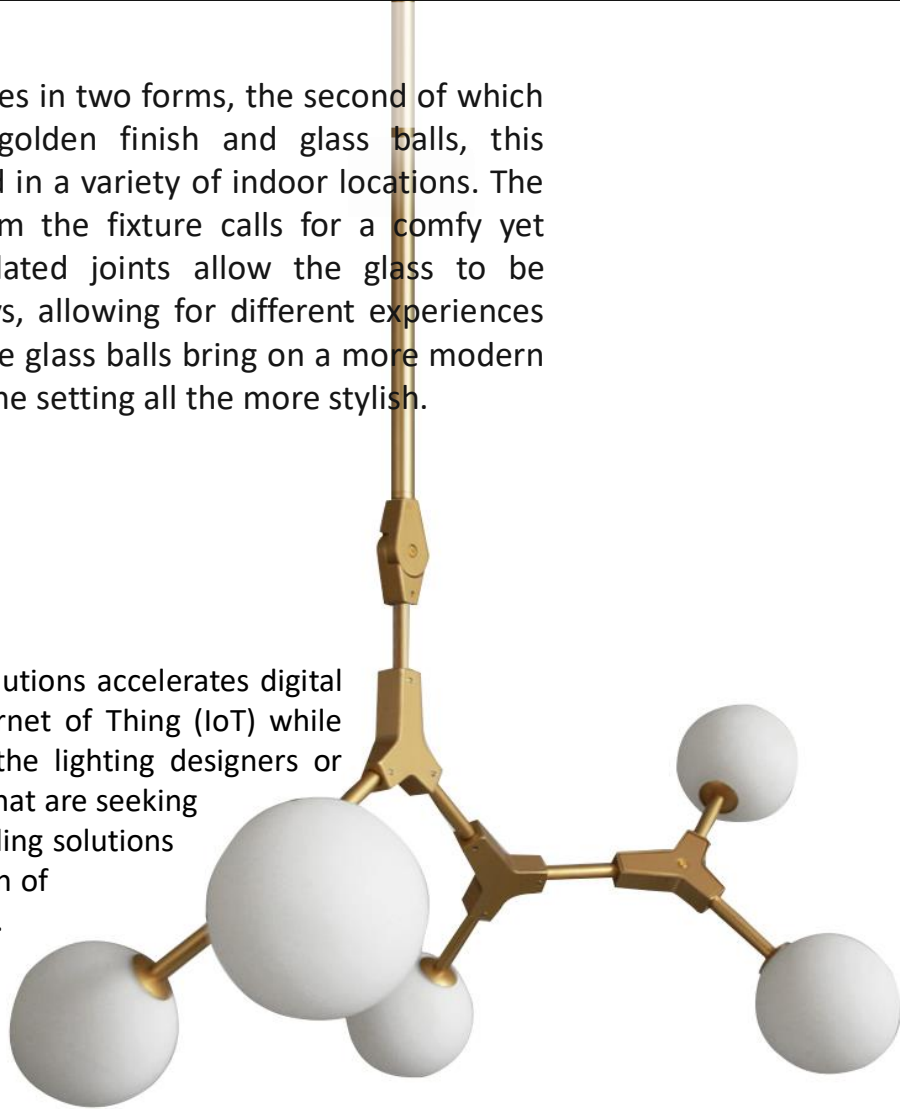 es in two forms, the second of which
golden finish and glass balls, this
in a variety of indoor locations. The
m the fixture calls for a comfy yet
lated joints allow the glass to be
s, allowing for different experiences
e glass balls bring on a more modern
he setting all the more stylish.
utions accelerates digital
rnet of Thing (IoT) while
the lighting designers or
hat are seeking
ling solutions
n of
.